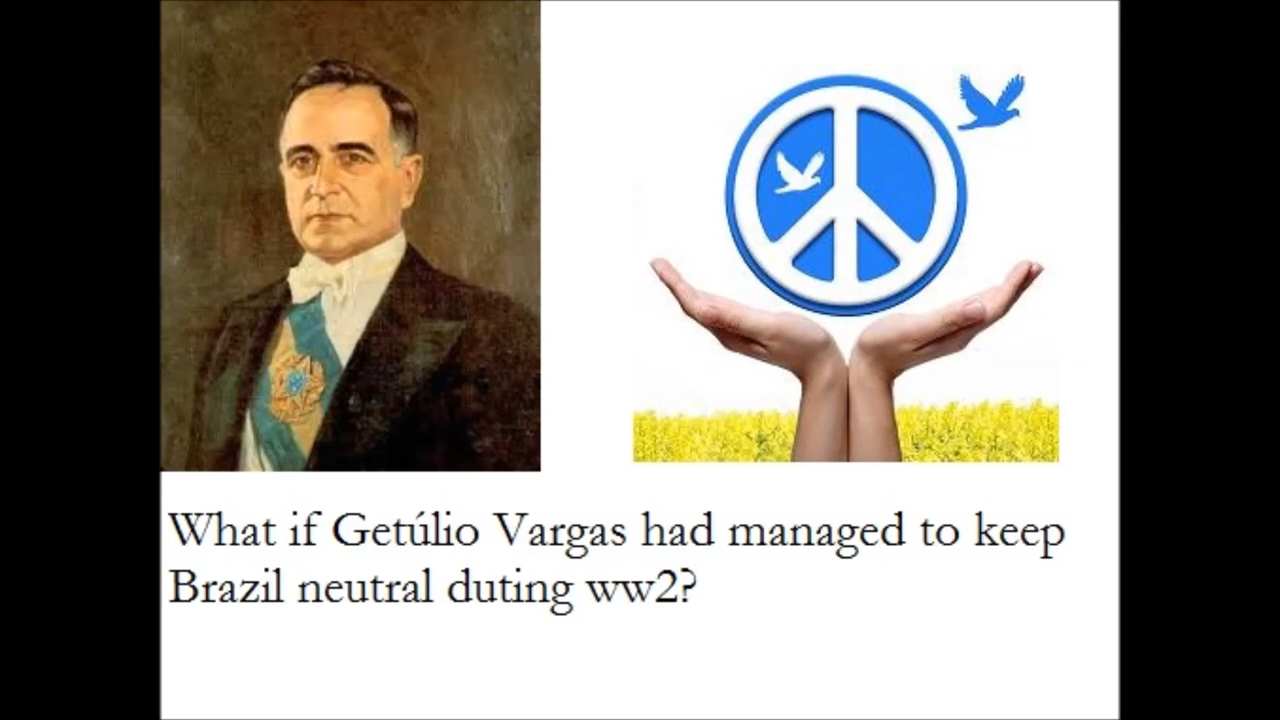 What if Getúlio Vargas had managed to keep
Brazil neutral duting ww2?